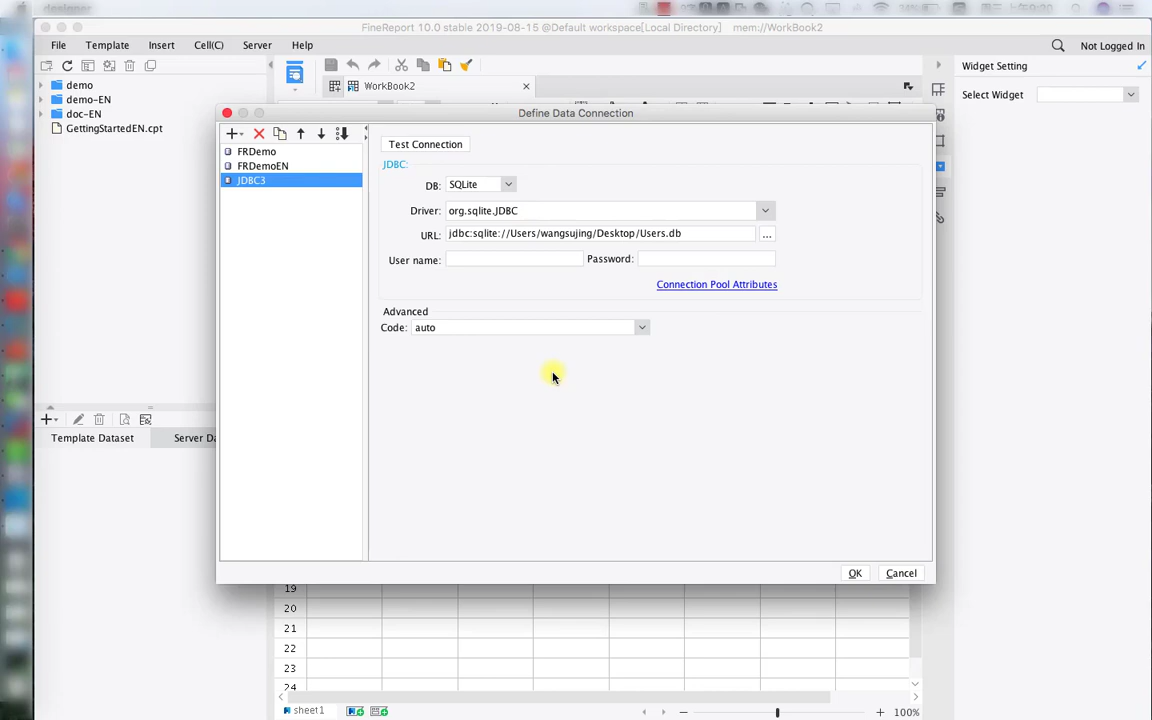 designer
FineReport 10.0 stable 2019-08-15 @Default workspace[Local Directory]    mem://WorkBook2
File Template Insert Cell(C) Server Help Not Logged In
demo
demo-EN
doc-EN
GettingStartedEN.cpt
WorkBook2
Widget Setting
Select Widget
Define Data Connection
FRDemo
FRDemoEN
JDBC3
Test Connection
JDBC:
DB: SQLite
Driver: org.sqlite.JDBC
URL: jdbc:sqlite://Users/wangsujing/Desktop/Users.db ...
User name: Password:
Connection Pool Attributes
Advanced
Code: auto
OK Cancel
Template Dataset Server Da
19
20
21
22
23
24
sheet1
100%